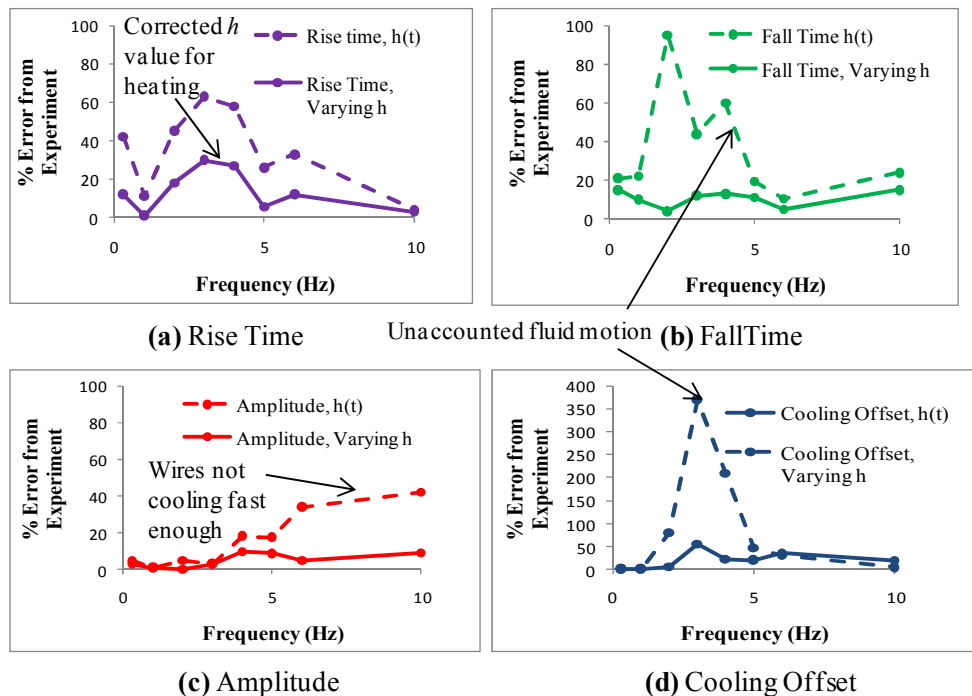 100
80
60
40
20
0
% Error from
Experiment
Corrected h
value for
heating
Rise time, h(t)
Rise Time,
Varying h
0
5
10
Frequency (Hz)
(a) Rise Time
100
80
60
40
20
0
% Error from
Experiment
Fall Time h(t)
Fall Time, Varying h
0
5
10
Frequency (Hz)
(b) FallTime
Unaccounted fluid motion
100
80
60
40
20
0
% Error from
Experiment
Amplitude, h(t)
Amplitude, Varying h
Wires not
cooling fast
enough
0
5
10
Frequency (Hz)
(c) Amplitude
400
350
300
250
200
150
100
50
0
% Error from
Experiment
Cooling Offset, h(t)
Cooling Offset,
Varying h
0
5
10
Frequency (Hz)
(d) Cooling Offset